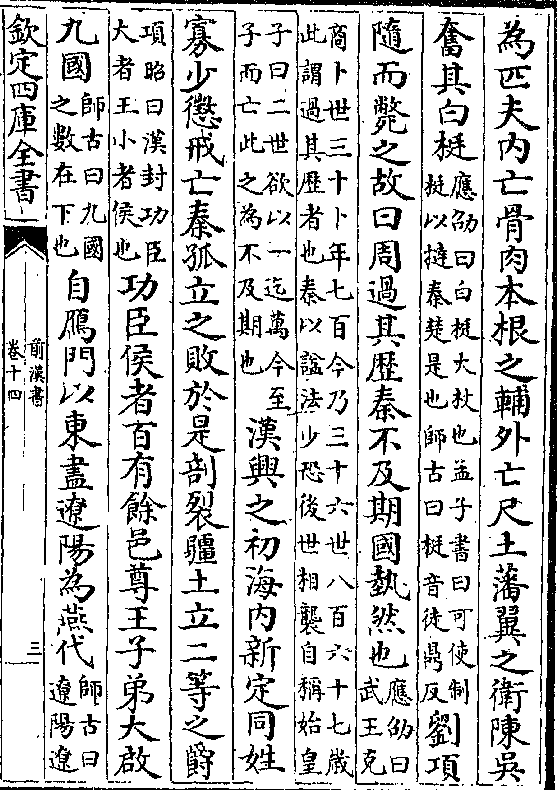 為匹夫內亡骨肉本根之輔外亡尺土藩翼之衛陳吳
奮其白梃應劭曰白梃大杖也孟子書曰可使制
梃以撻秦楚是也師古曰梃音徒鼎反劉項
隨而斃之故曰周過其歷秦不及期國埶然也應劭曰
武王克
商卜世三十卜年七百今乃三十六世八百六十七歲
此謂過其歷者也秦以諡法少恐後世相襲自稱始皇
子曰二世欲以一迄萬今至
子而亡此之為不及期也漢興之初海內新定同姓
寡少懲戒亡秦孤立之敗於是剖裂疆土立二等之爵
項昭曰漢封功臣
大者王小者侯也功臣侯者百有餘邑尊王子弟大啟
九國師古曰九國
之數在下也自鴈門以東盡遼陽為燕代師古曰
遼陽遼
欽定四庫全書
前漢書
卷十四
三